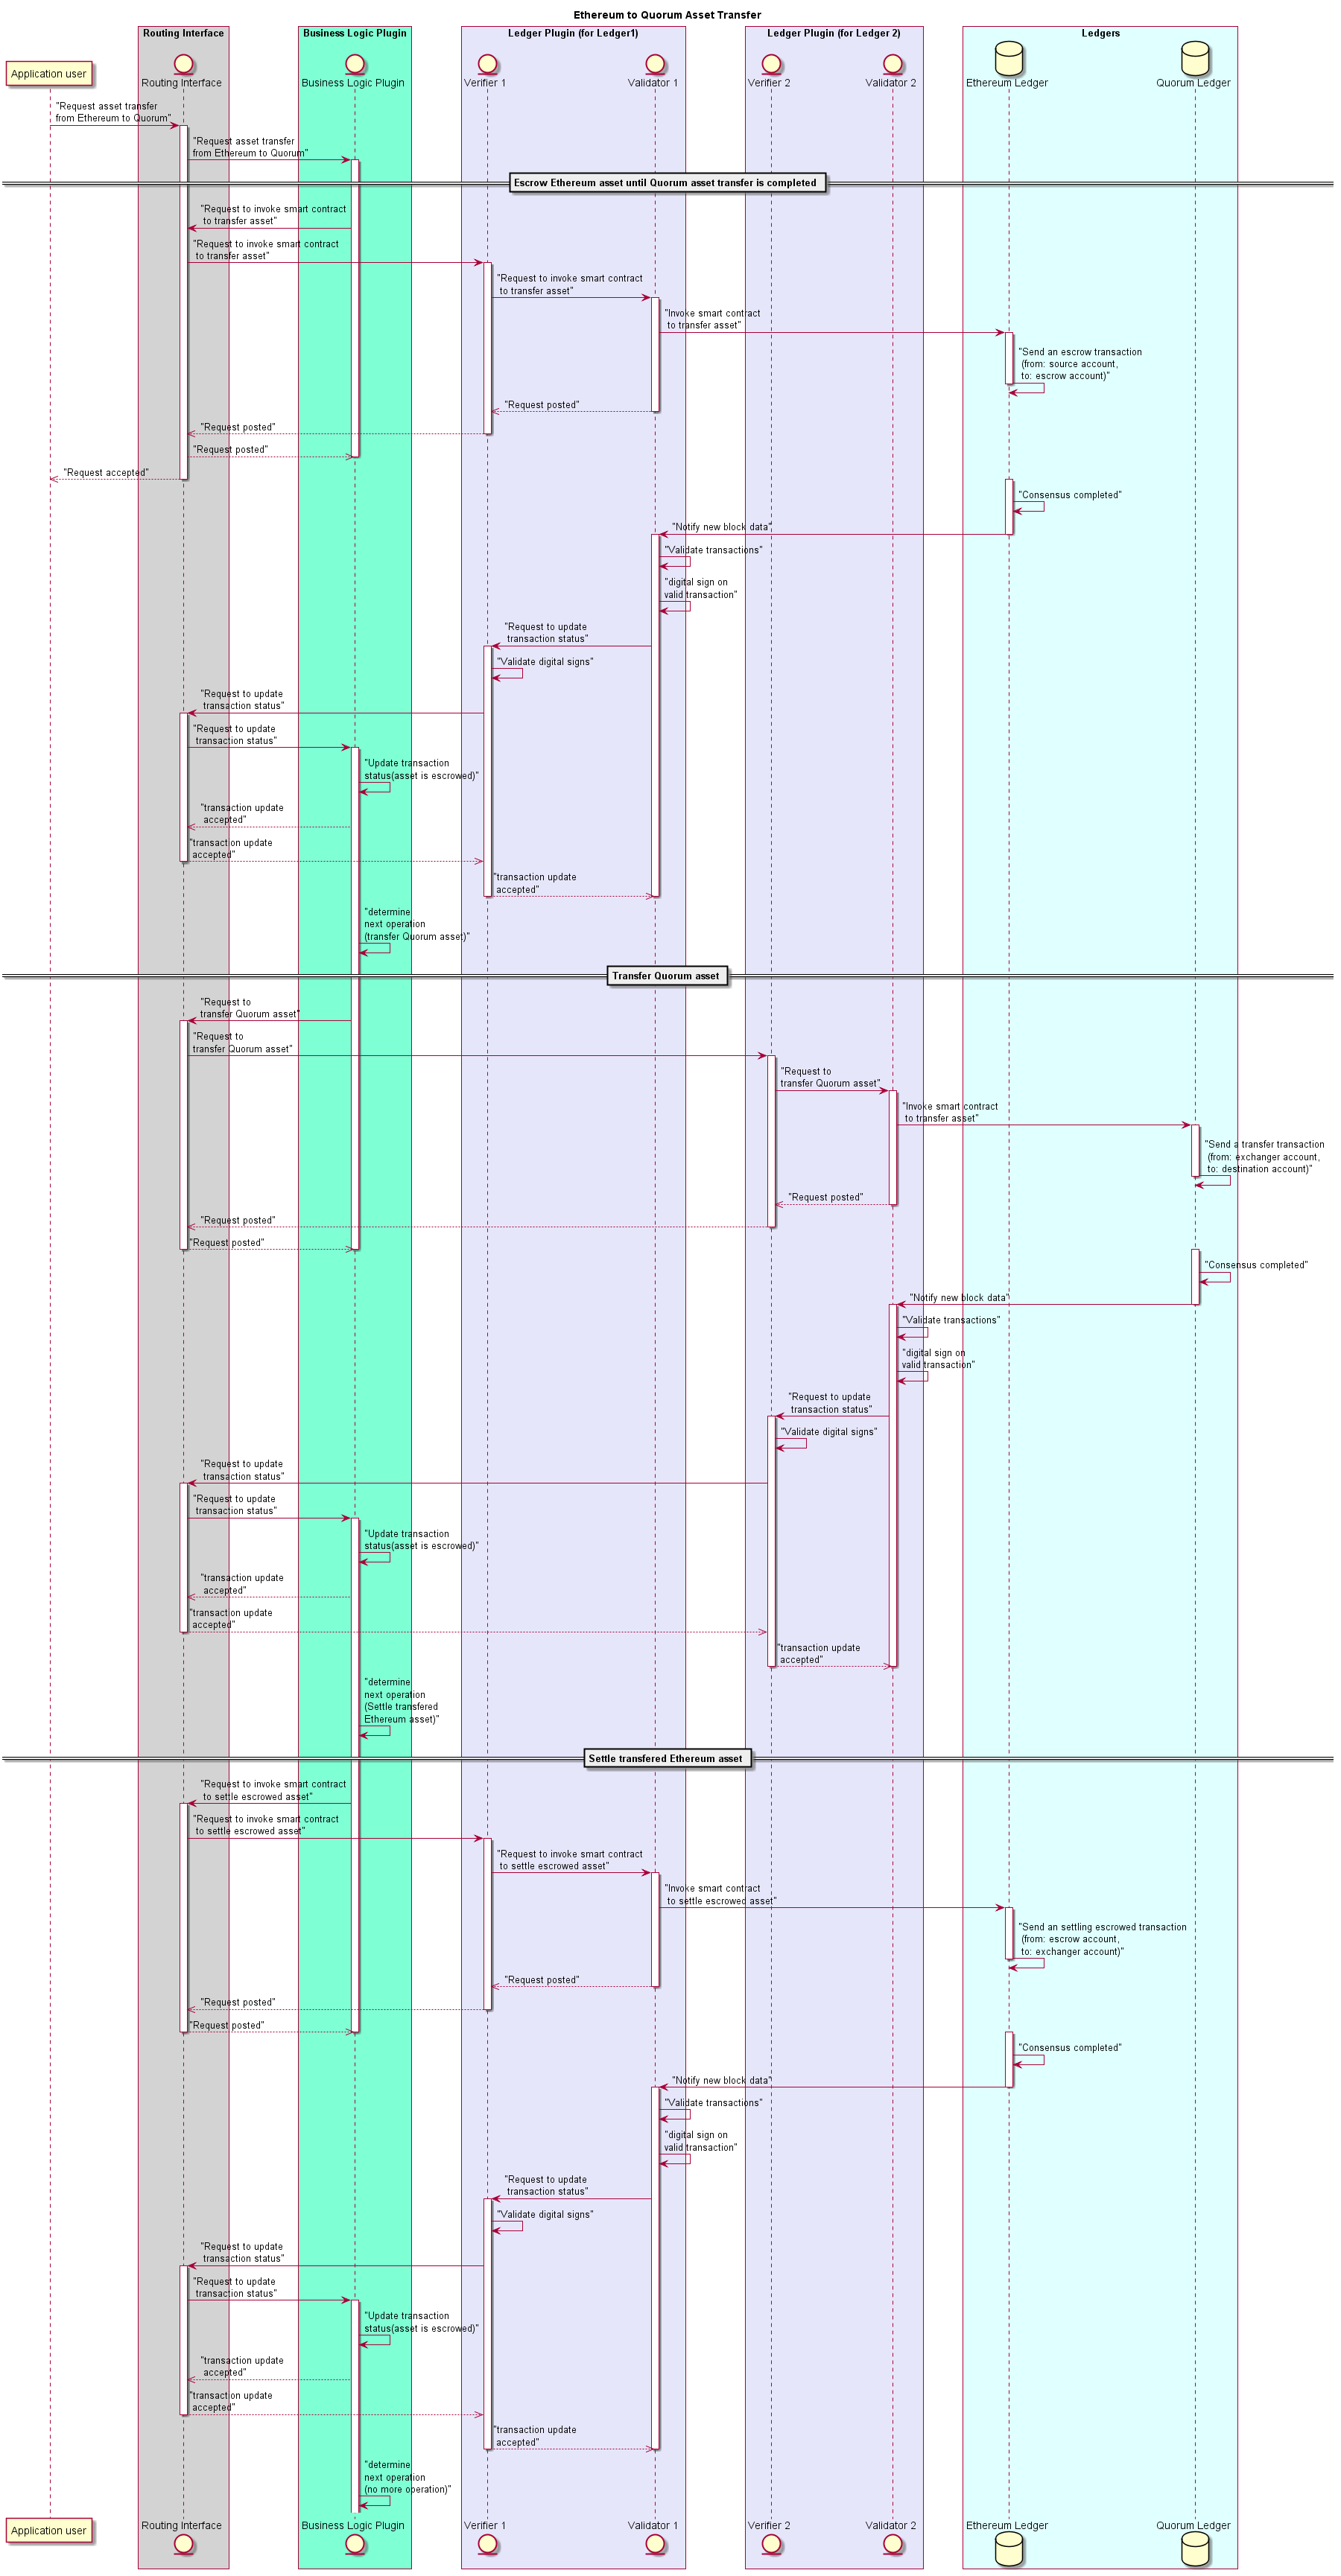 Ethereum to Quorum Asset Transfer
Routing Interface
Business Logic Plugin
Ledger Plugin (for Ledger1)
Ledger Plugin (for Ledger 2)
Ledgers
Application user
Routing Interface
Business Logic Plugin
Verifier 1
Validator 1
Verifier 2
Validator 2
Ethereum Ledger
Quorum Ledger
"Request asset transfer
from Ethereum to Quorum"
"Request asset transfer
from Ethereum to Quorum"
Escrow Ethereum asset until Quorum asset transfer is completed
"Request to invoke smart contract
to transfer asset"
"Request to invoke smart contract
to transfer asset"
"Request to invoke smart contract
to transfer asset"
"Invoke smart contract
to transfer asset"
"Send an escrow transaction
(from: source account,
to: escrow account)"
"Request posted"
"Request posted"
"Request posted"
"Request accepted"
"Consensus completed"
"Notify new block data"
"Validate transactions"
"digital sign on
valid transaction"
"Request to update
transaction status"
"Validate digital signs"
"Request to update
transaction status"
"Request to update
transaction status"
"Update transaction
status(asset is escrowed)"
"transaction update
accepted"
"transaction update
accepted"
"transaction update
accepted"
"determine
next operation
(transfer Quorum asset)"
Transfer Quorum asset
"Request to
transfer Quorum asset"
"Request to
transfer Quorum asset"
"Request to
transfer Quorum asset"
"Invoke smart contract
to transfer asset"
"Send a transfer transaction
(from: exchanger account,
to: destination account)"
"Request posted"
"Request posted"
"Request posted"
"Consensus completed"
"Notify new block data"
"Validate transactions"
"digital sign on
valid transaction"
"Request to update
transaction status"
"Validate digital signs"
"Request to update
transaction status"
"Request to update
transaction status"
"Update transaction
status(asset is escrowed)"
"transaction update
accepted"
"transaction update
accepted"
"transaction update
accepted"
"determine
next operation
(Settle transfered
Ethereum asset)"
Settle transfered Ethereum asset
"Request to invoke smart contract
to settle escrowed asset"
"Request to invoke smart contract
to settle escrowed asset"
"Request to invoke smart contract
to settle escrowed asset"
"Invoke smart contract
to settle escrowed asset"
"Send an settling escrowed transaction
(from: escrow account,
to: exchanger account)"
"Request posted"
"Request posted"
"Request posted"
"Consensus completed"
"Notify new block data"
"Validate transactions"
"digital sign on
valid transaction"
"Request to update
transaction status"
"Validate digital signs"
"Request to update
transaction status"
"Request to update
transaction status"
"Update transaction
status(asset is escrowed)"
"transaction update
accepted"
"transaction update
accepted"
"transaction update
accepted"
"determine
next operation
(no more operation)"
Application user
Routing Interface
Business Logic Plugin
Verifier 1
Validator 1
Verifier 2
Validator 2
Ethereum Ledger
Quorum Ledger